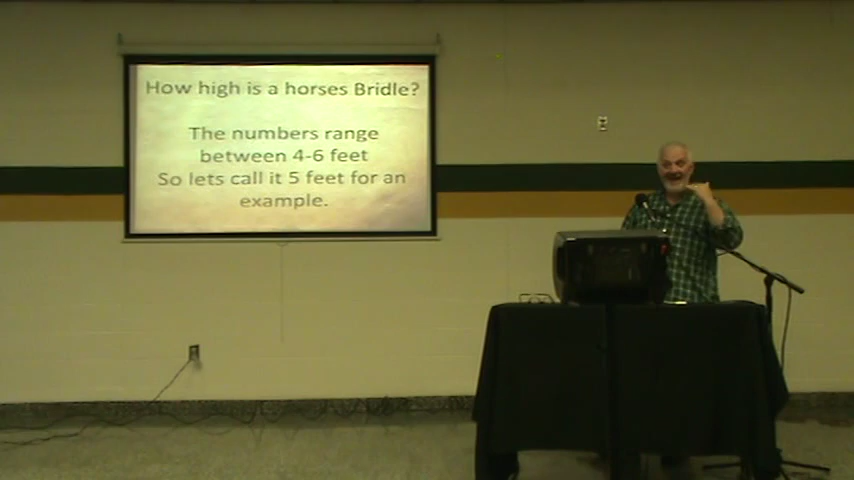 How high is a horses Bridle?
The numbers range
between 4-6 feet
So lets call it 5 feet for an
example.